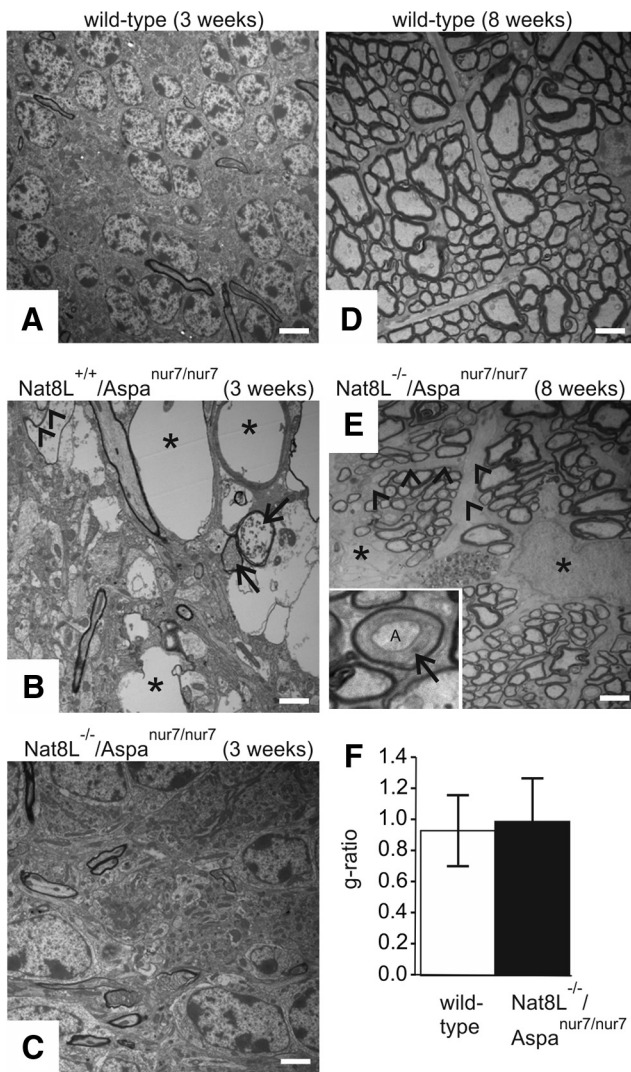 wild-type (3 weeks)
A
wild-type (8 weeks)
D
Nat8L+/+/Aspanur7/nur7 (3 weeks)
*
*
*
B
Nat8L-/-/Aspanur7/nur7 (8 weeks)
E
*
*
A
Nat8L-/-/Aspanur7/nur7 (3 weeks)
C
F
g-ratio
1.4
1.2
1.0
0.8
0.6
0.4
0.2
0.0
wild-
type
Nat8L-/-/
Aspanur7/nur7